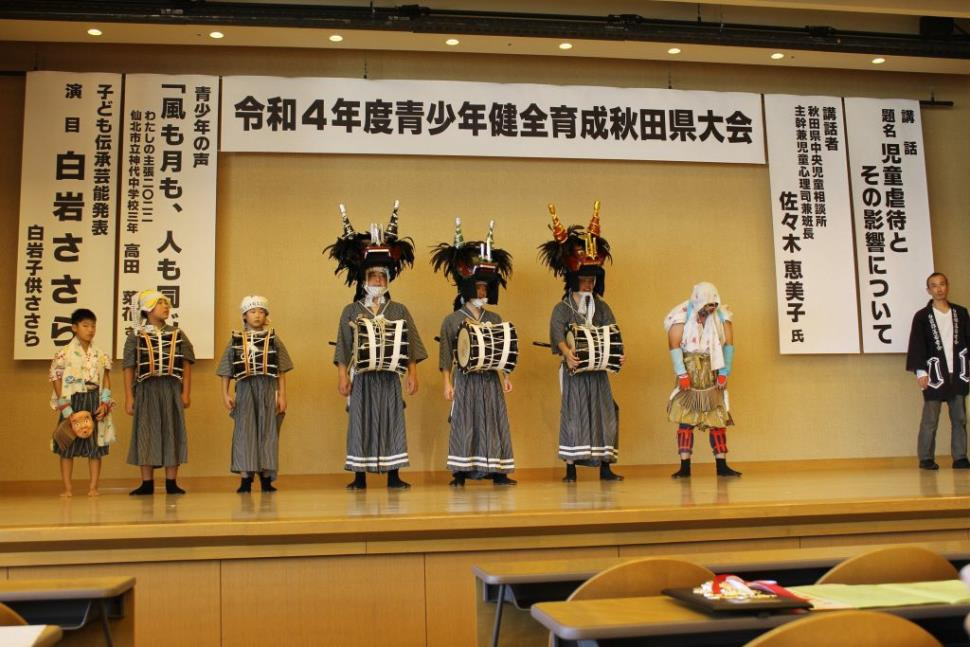 令和４年度青少年健全育成秋田県大会
講話
題名 児童虐待と
その影響について
講話者
秋田県中央児童相談所
主幹兼児童心理司兼班長
佐々木 恵美子 氏
青少年の声
「風も月も、人も同じ
わたしの主張二〇二二
仙北市立神代中学校三年 高田
子ども伝承芸能発表
演目 白岩ささら
白岩子供ささら